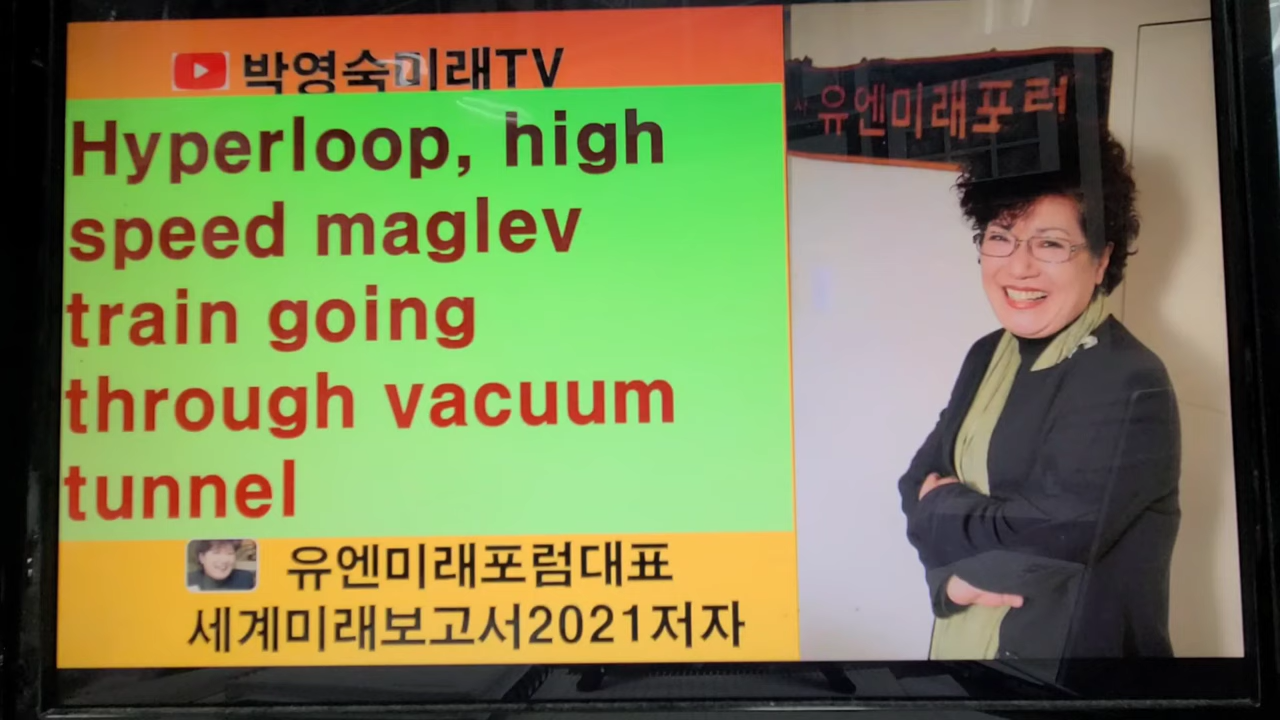 박영숙미래TV
Hyperloop, high
speed maglev
train going
through vacuum
tunnel
유엔미래포럼대표
세계미래보고서2021저자
유엔미래포럼